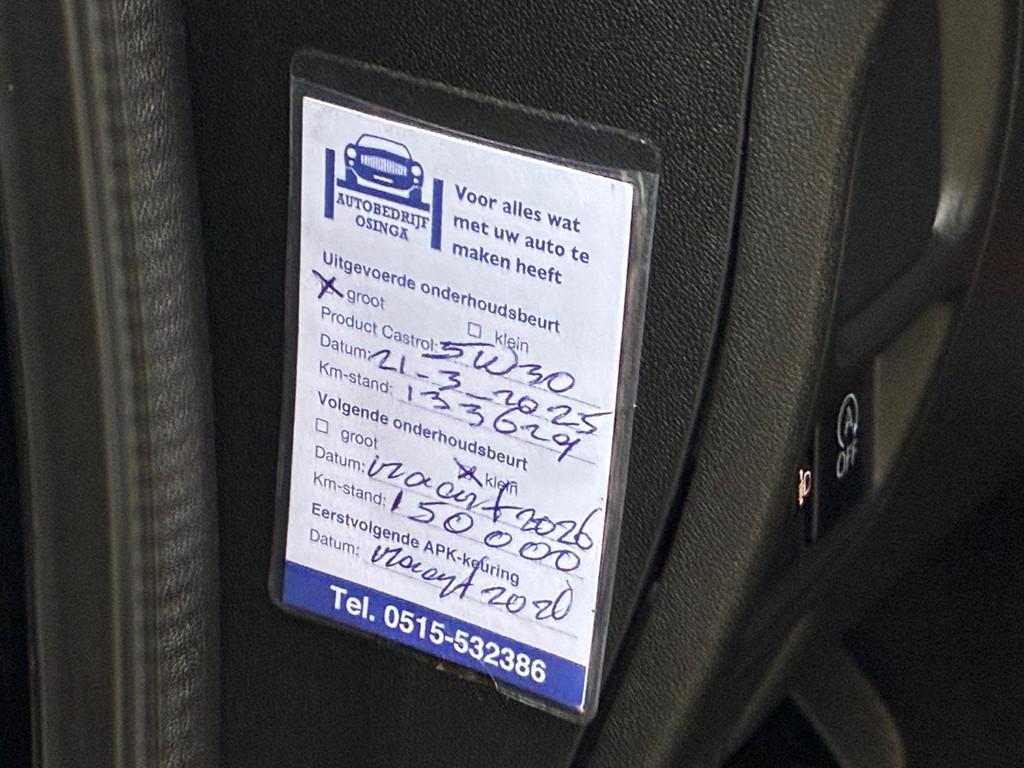 AUTOBEDRIJF
OSINGA
Voor alles wat
met uw auto te
maken heeft
Uitgevoerde onderhoudsbeurt
X groot ☐ klein
Product Castrol: 5W30
Datum: 21-3-2025
Km-stand: 133629
Volgende onderhoudsbeurt
☐ groot X klein
Datum: maart 2026
Km-stand: 150000
Eerstvolgende APK-keuring
Datum: maart 2026
Tel. 0515-532386
A OFF